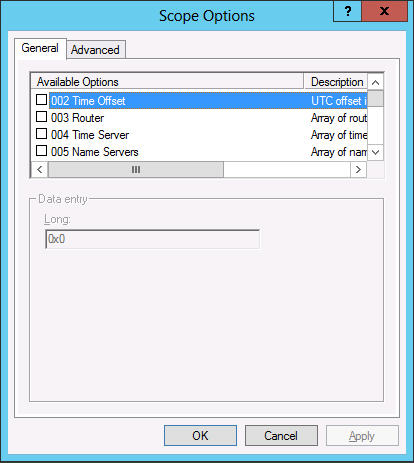 Scope Options
?
General Advanced
Available Options Description
002 Time Offset UTC offset i
003 Router Array of rout
004 Time Server Array of time
005 Name Servers Array of nam
Data entry
Long:
0x0
OK Cancel Apply